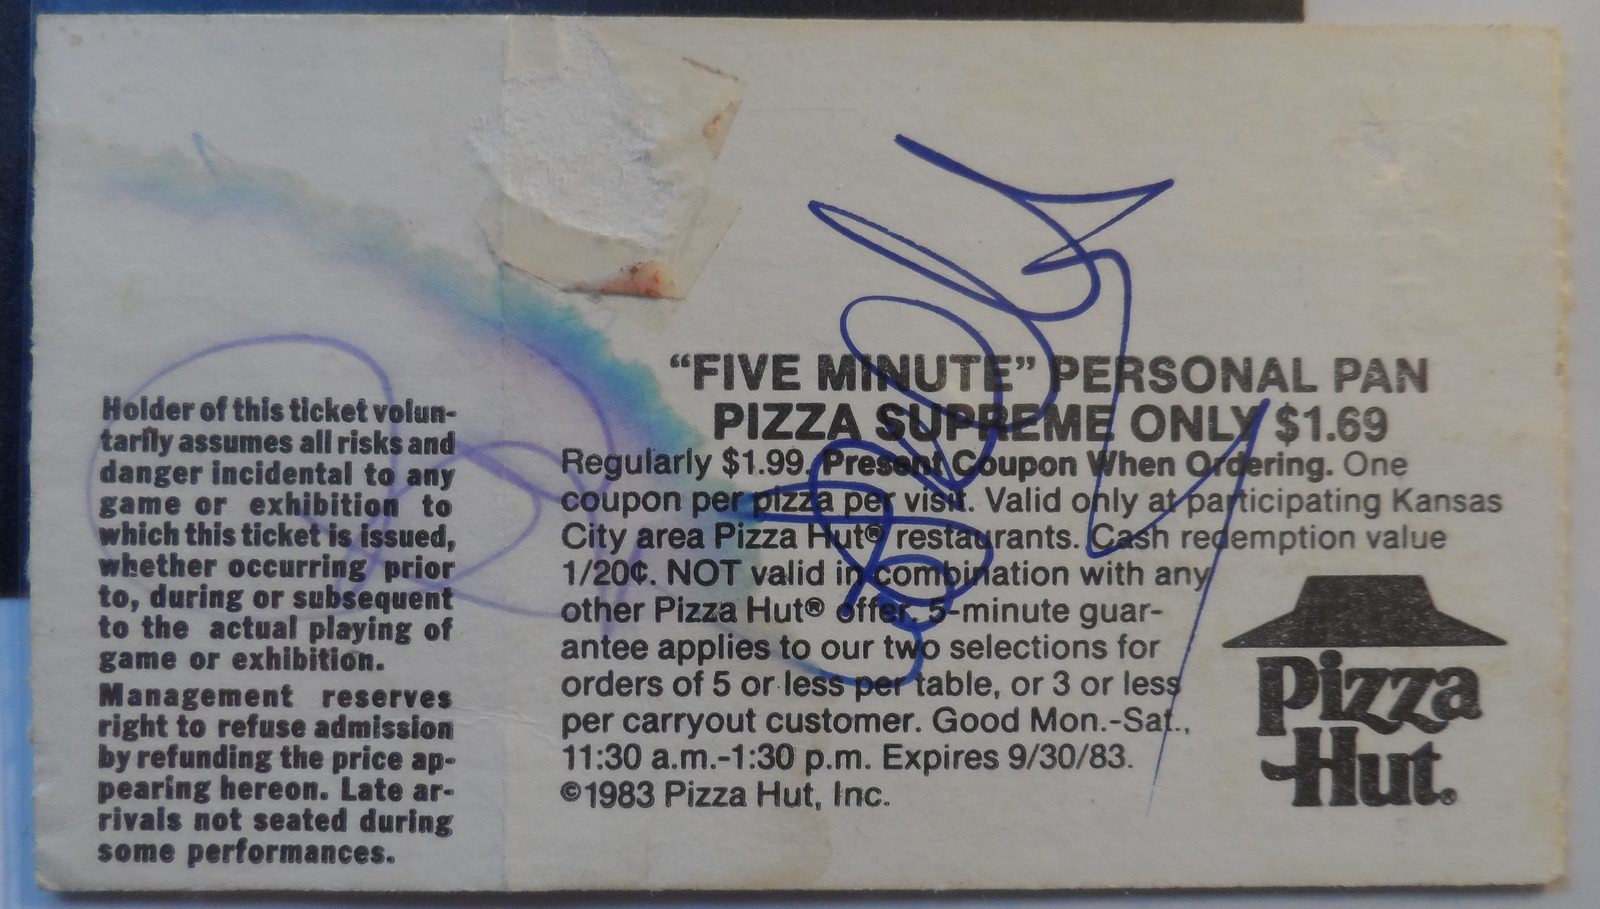 Holder of this ticket volun-
tarily assumes all risks and
danger incidental to any
game or exhibition to
which this ticket is issued,
whether occurring prior
to, during or subsequent
to the actual playing of
game or exhibition.
Management reserves
right to refuse admission
by refunding the price ap-
pearing hereon. Late ar-
rivals not seated during
some performances.
“FIVE MINUTE” PERSONAL PAN
PIZZA SUPREME ONLY $1.69
Regularly $1.99. Present Coupon When Ordering. One
coupon per pizza per visit. Valid only at participating Kansas
City area Pizza Hut® restaurants. Cash redemption value
1/20¢. NOT valid in combination with any
other Pizza Hut® offer. 5-minute guar-
antee applies to our two selections for
orders of 5 or less per table, or 3 or less
per carryout customer. Good Mon.-Sat.,
11:30 a.m.-1:30 p.m. Expires 9/30/83.
©1983 Pizza Hut, Inc.
Pizza
Hut®